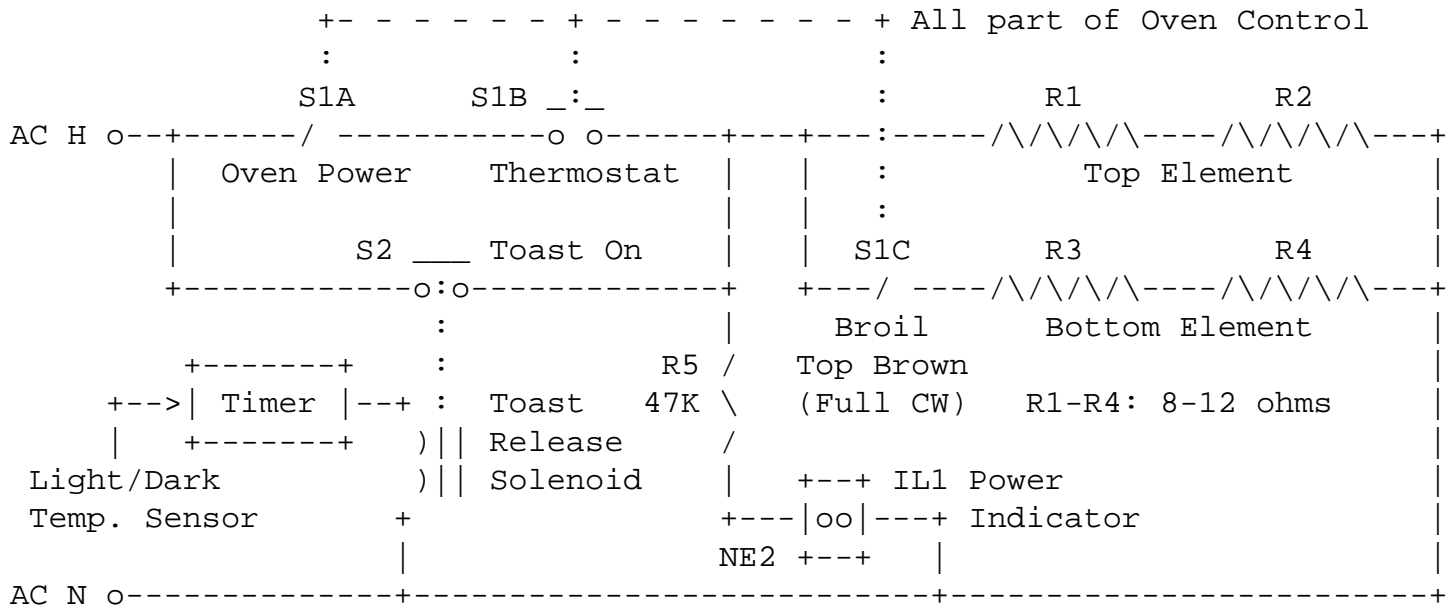 +- - - - - - + - - - - - - - + All part of Oven Control
: : :
S1A S1B _:_ : R1 R2
AC H o--+------/ -----------o o------+---+---:-----/\/\/\/\----/\/\/\/\---+
| Oven Power Thermostat | | : Top Element |
| | | : |
| S2 ___ Toast On | | S1C R3 R4 |
+------------o:o-------------+ +---/ ----/\/\/\/\----/\/\/\/\---+
: | Broil Bottom Element |
+-------+ : R5 / Top Brown |
+-->| Timer |--+ : Toast 47K \ (Full CW) R1-R4: 8-12 ohms |
| +-------+ )|| Release / |
Light/Dark )|| Solenoid | +--+ IL1 Power |
Temp. Sensor + +---|oo|---+ Indicator |
| NE2 +--+ | |
AC N o--------------+--------------------------+------------------------+